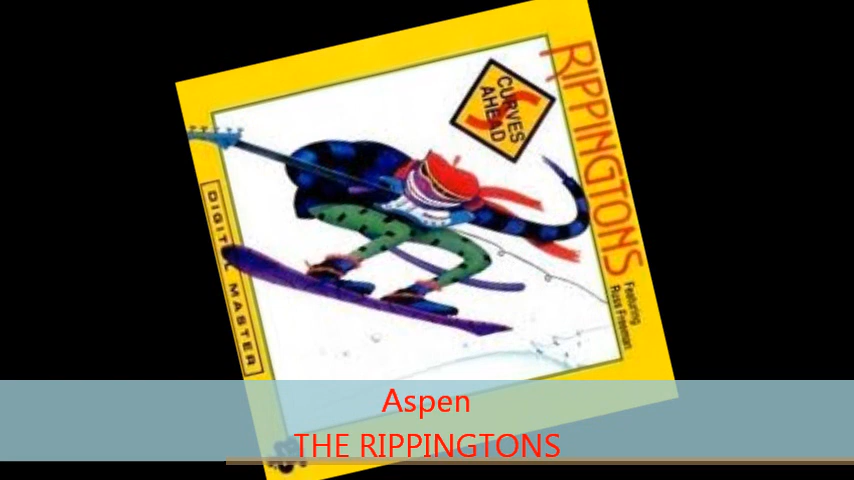 RIPPINGTONS
Featuring
Russ Freeman
CURVES
AHEAD
DIGITAL MASTER
Aspen
THE RIPPINGTONS